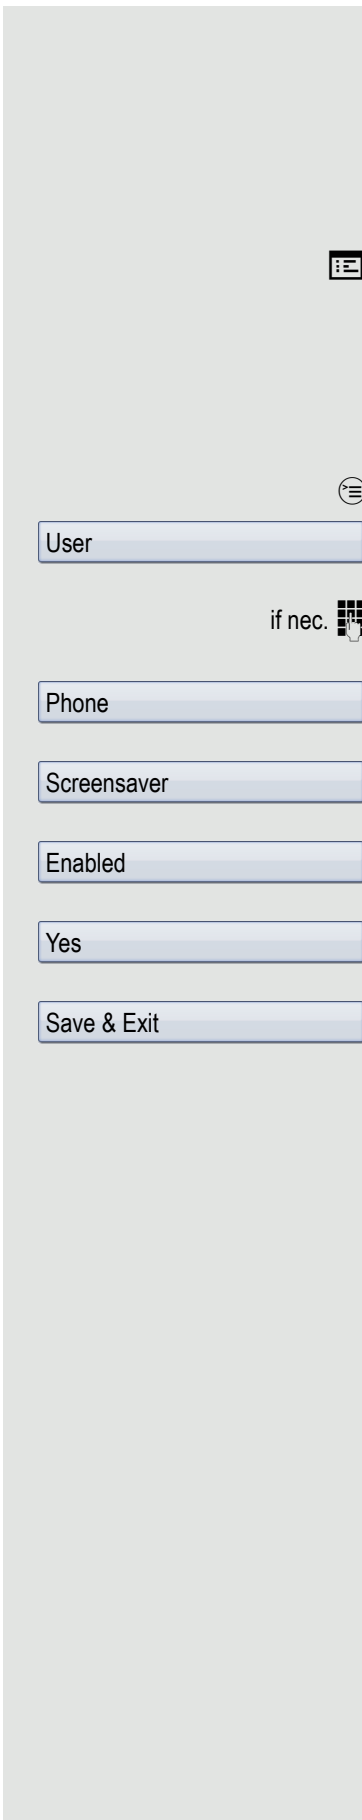 User
if nec.
Phone
Screensaver
Enabled
Yes
Save & Exit